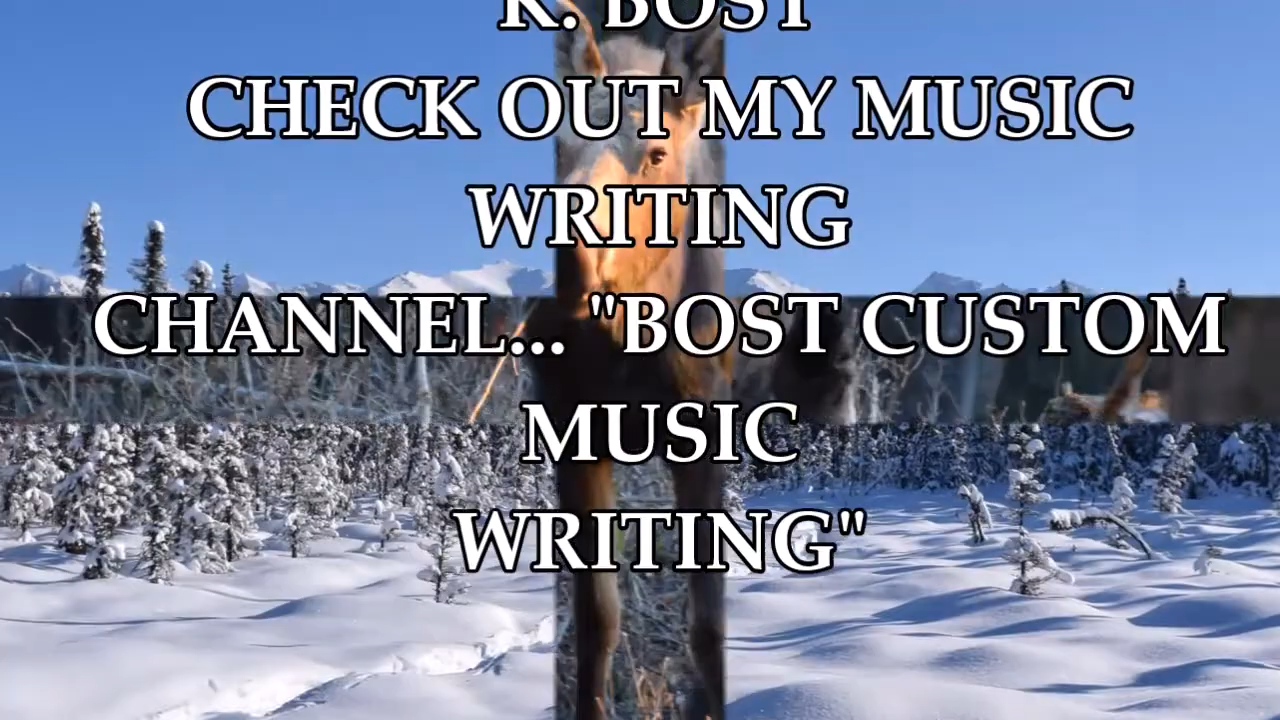 K. BOST
CHECK OUT MY MUSIC
WRITING
CHANNEL... "BOST CUSTOM
MUSIC
WRITING"